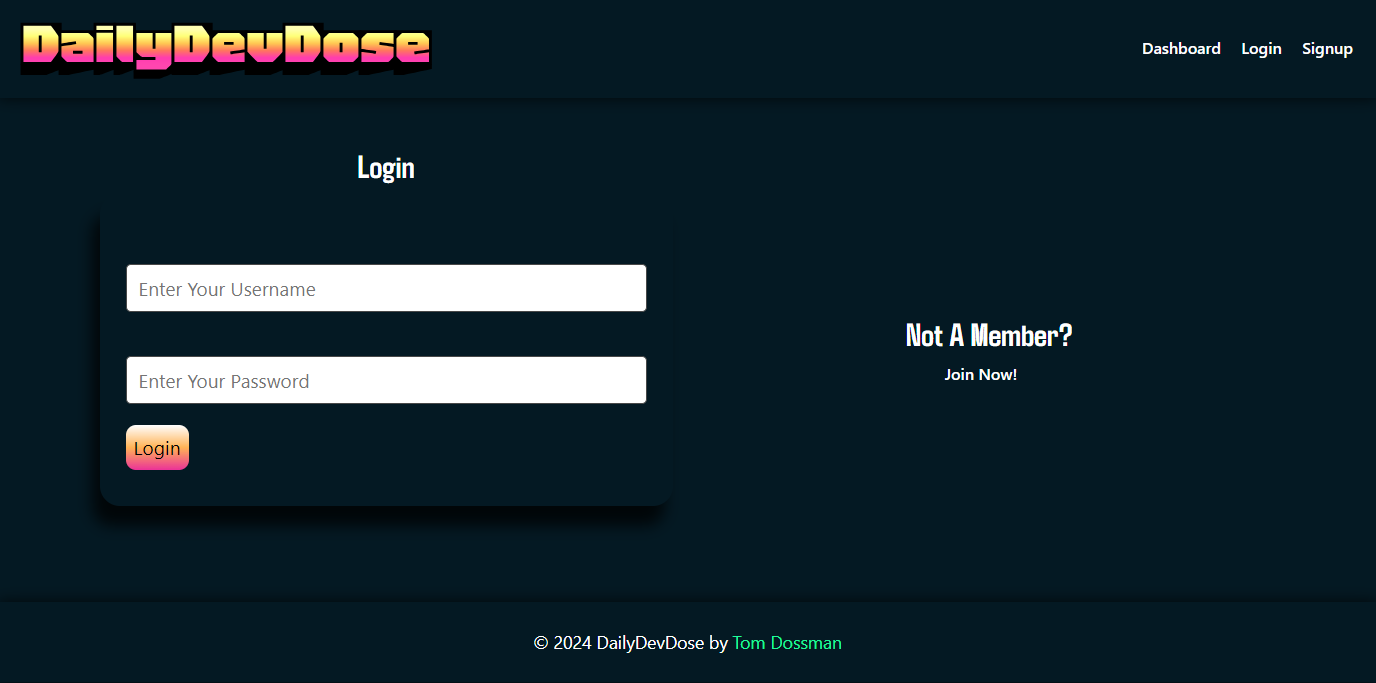 DailyDevDose
Dashboard Login Signup
Login
Enter Your Username
Enter Your Password
Login
Not A Member?
Join Now!
© 2024 DailyDevDose by Tom Dossman